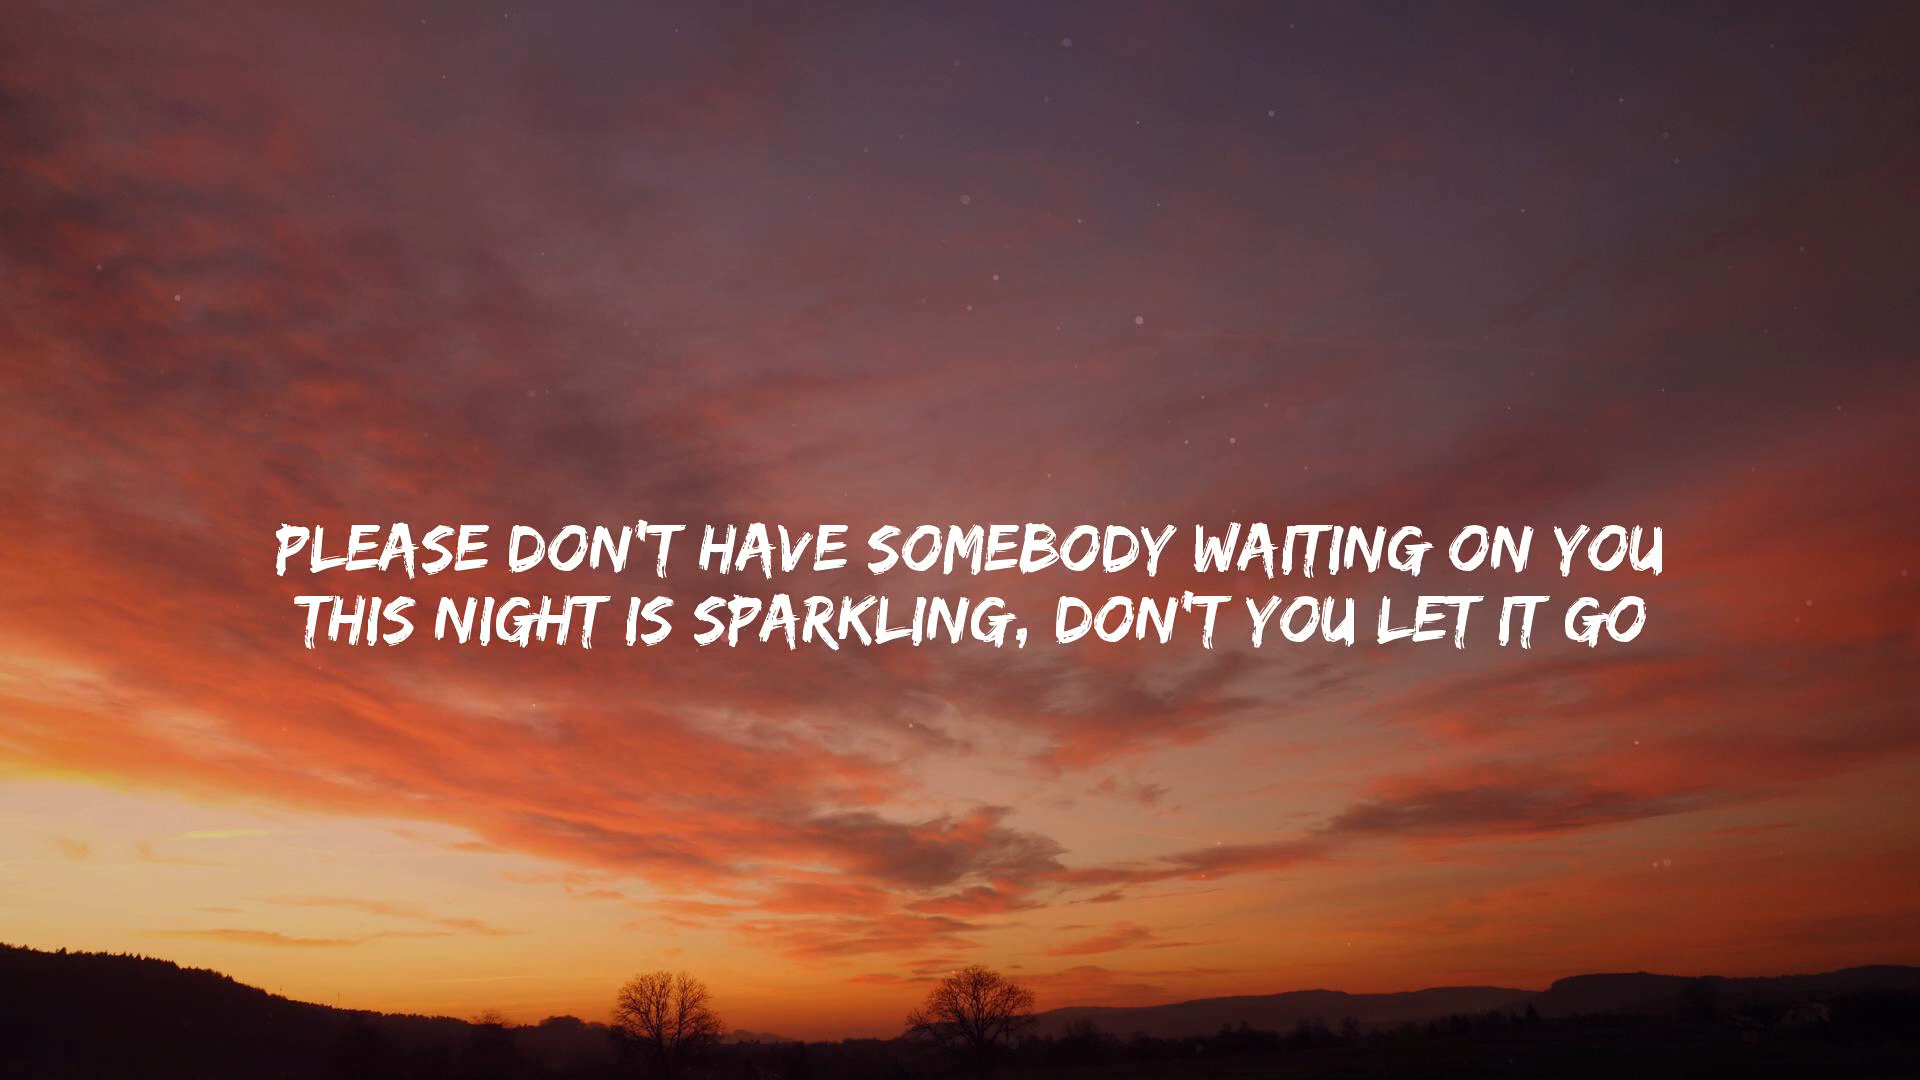 PLEASE DON'T HAVE SOMEBODY WAITING ON YOU
THIS NIGHT IS SPARKLING, DON'T YOU LET IT GO